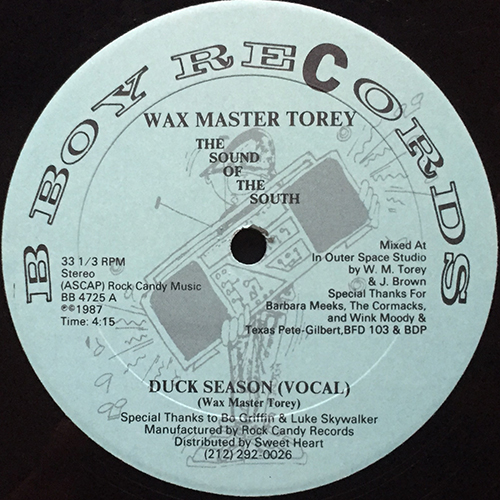 B BOY RECORDS
WAX MASTER TOREY
THE
SOUND
OF
THE
SOUTH
33 1/3 RPM
Stereo
(ASCAP) Rock Candy Music
BB 4725 A
℗©1987
Time: 4:15
Mixed At
In Outer Space Studio
by W. M. Torey
& J. Brown
Special Thanks For
Barbara Meeks, The Cormacks,
and Wink Moody &
Texas Pete-Gilbert,BFD 103 & BDP
DUCK SEASON (VOCAL)
(Wax Master Torey)
Special Thanks to Bo Griffin & Luke Skywalker
Manufactured by Rock Candy Records
Distributed by Sweet Heart
(212) 292-0026